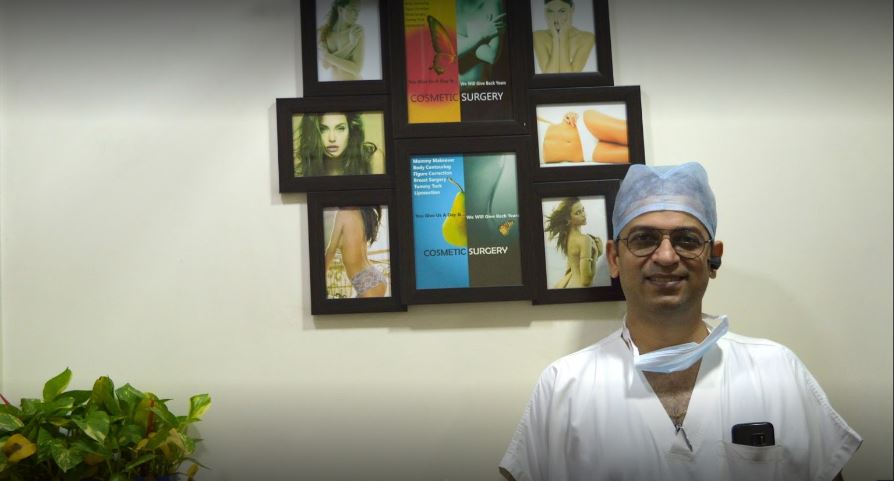 You Give Us A Day &
We Will Give Back Years
COSMETIC SURGERY
Mommy Makeover
Body Contouring
Figure Correction
Breast Surgery
Tummy Tuck
Liposuction
You Give Us A Day &
We Will Give Back Years
COSMETIC SURGERY